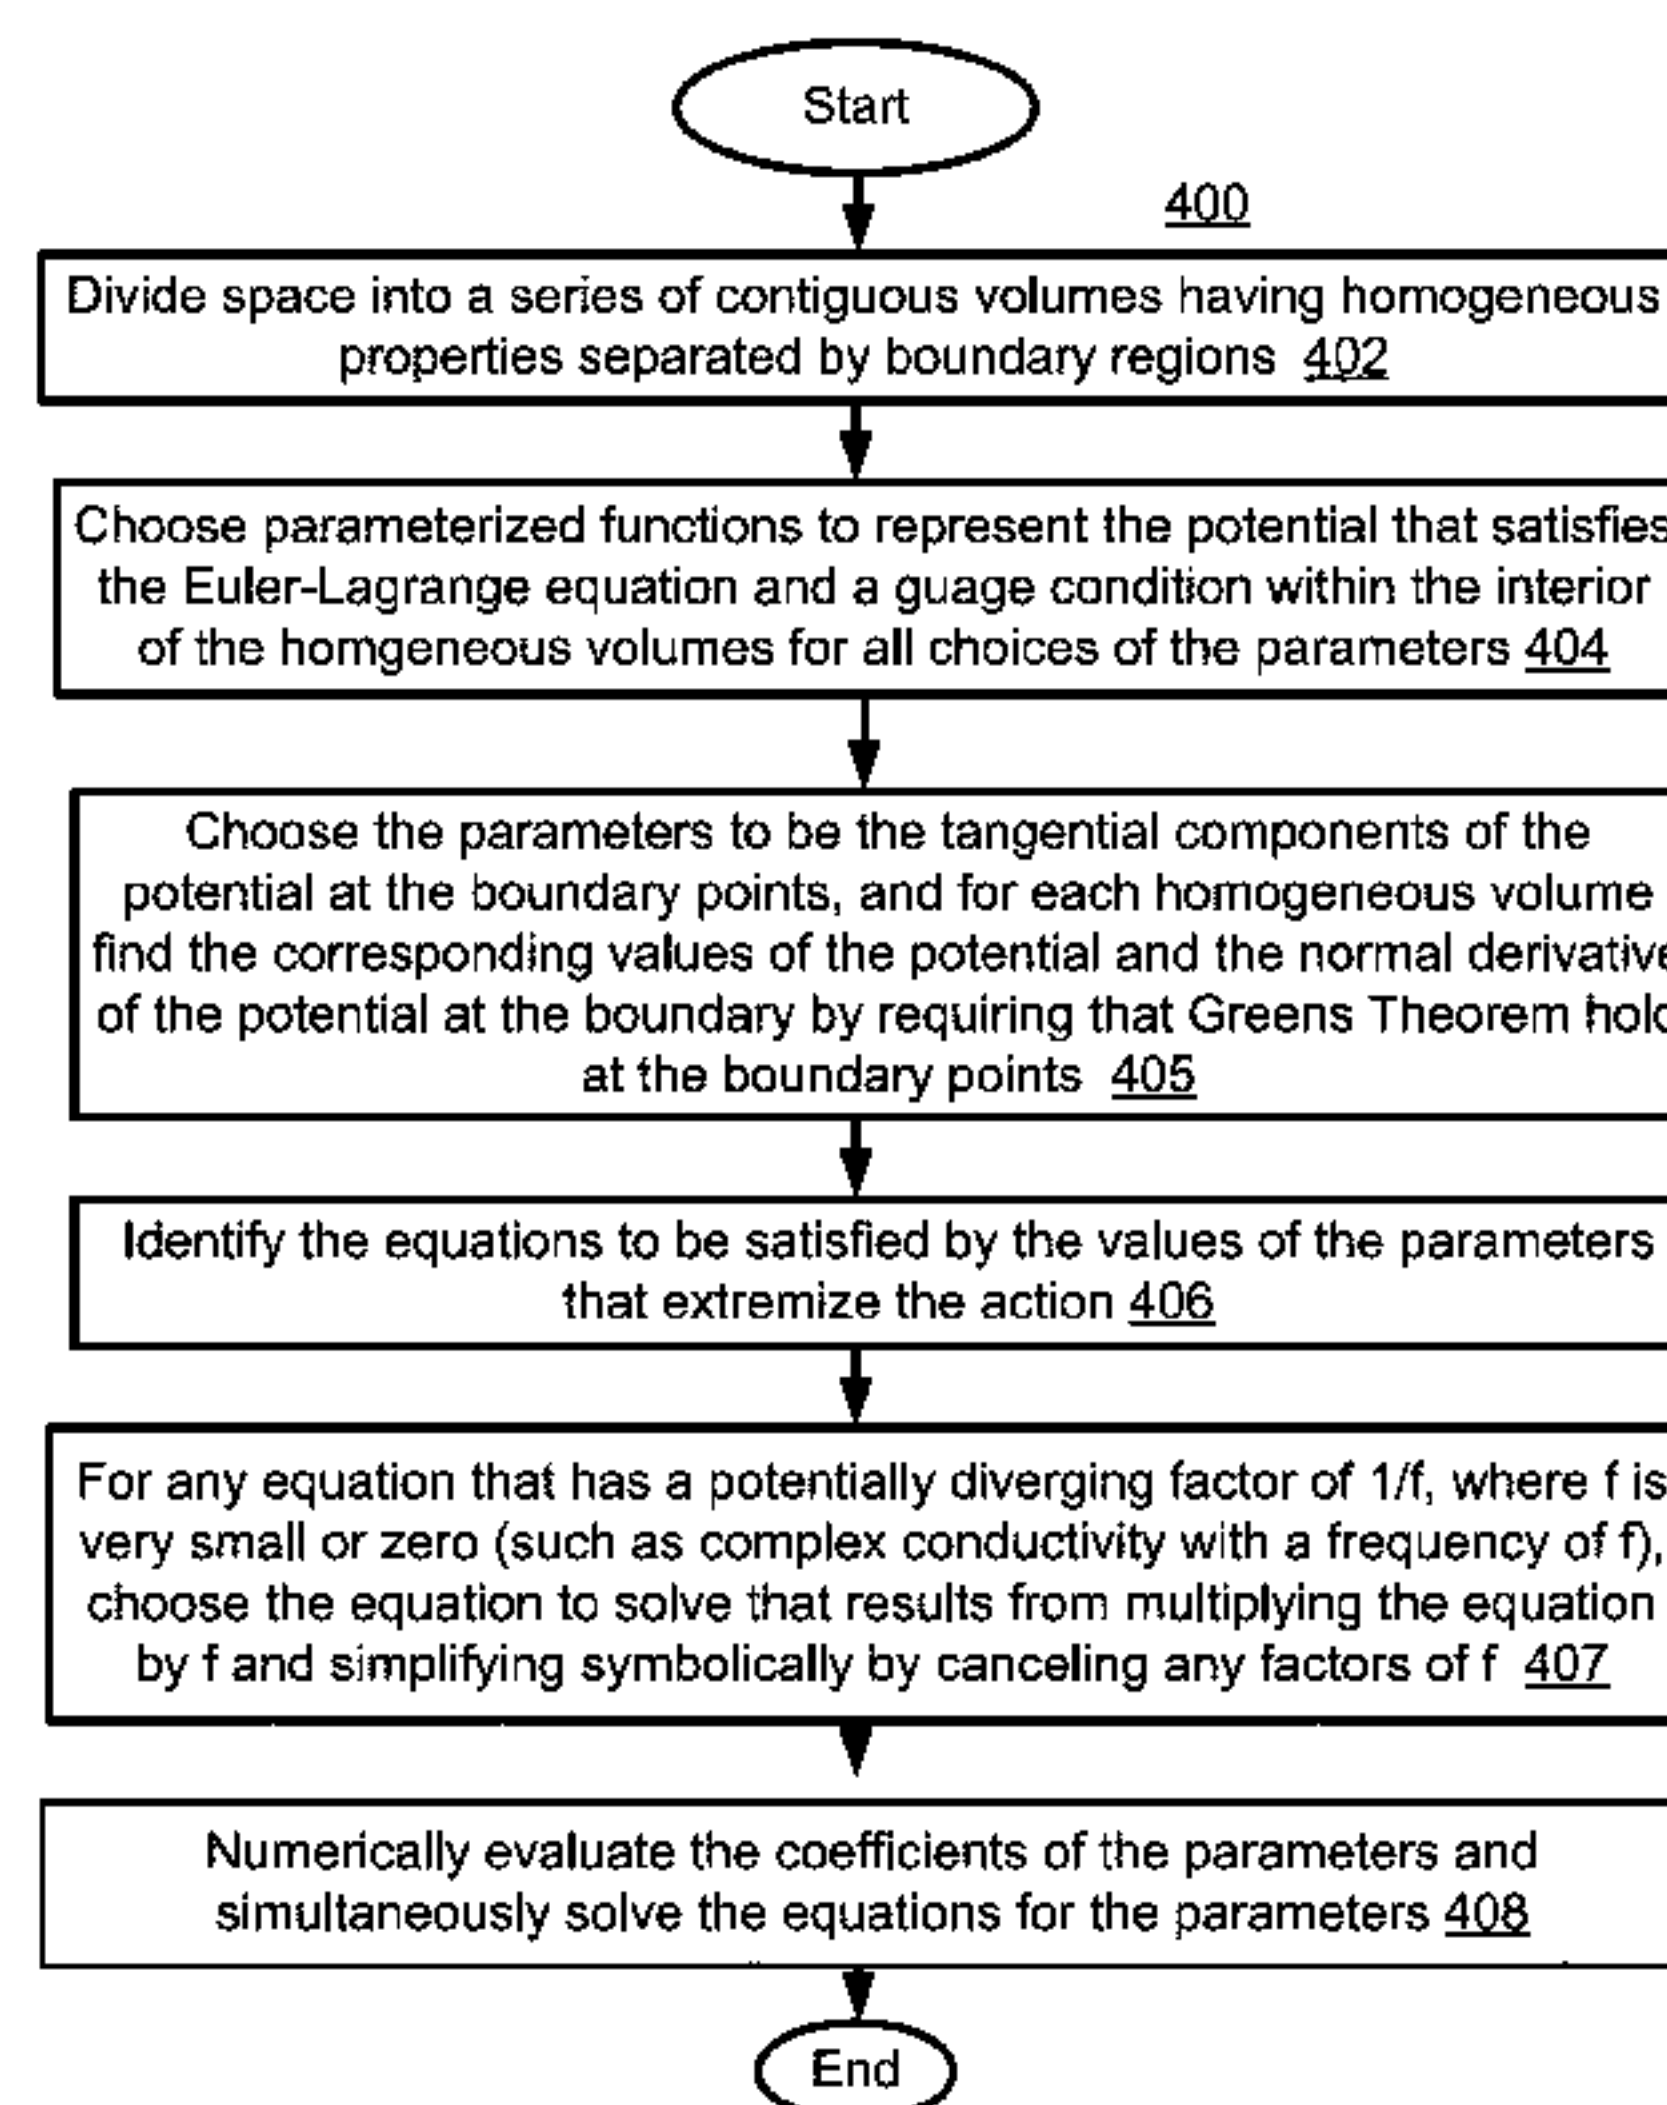 Start
400
Divide space into a series of contiguous volumes having homogeneous
properties separated by boundary regions 402
Choose parameterized functions to represent the potential that satisfies
the Euler-Lagrange equation and a guage condition within the interior
of the homgeneous volumes for all choices of the parameters 404
Choose the parameters to be the tangential components of the
potential at the boundary points, and for each homogeneous volume
find the corresponding values of the potential and the normal derivative
of the potential at the boundary by requiring that Greens Theorem hold
at the boundary points 405
Identify the equations to be satisfied by the values of the parameters
that extremize the action 406
For any equation that has a potentially diverging factor of 1/f, where f is
very small or zero (such as complex conductivity with a frequency of f),
choose the equation to solve that results from multiplying the equation
by f and simplifying symbolically by canceling any factors of f 407
Numerically evaluate the coefficients of the parameters and
simultaneously solve the equations for the parameters 408
End